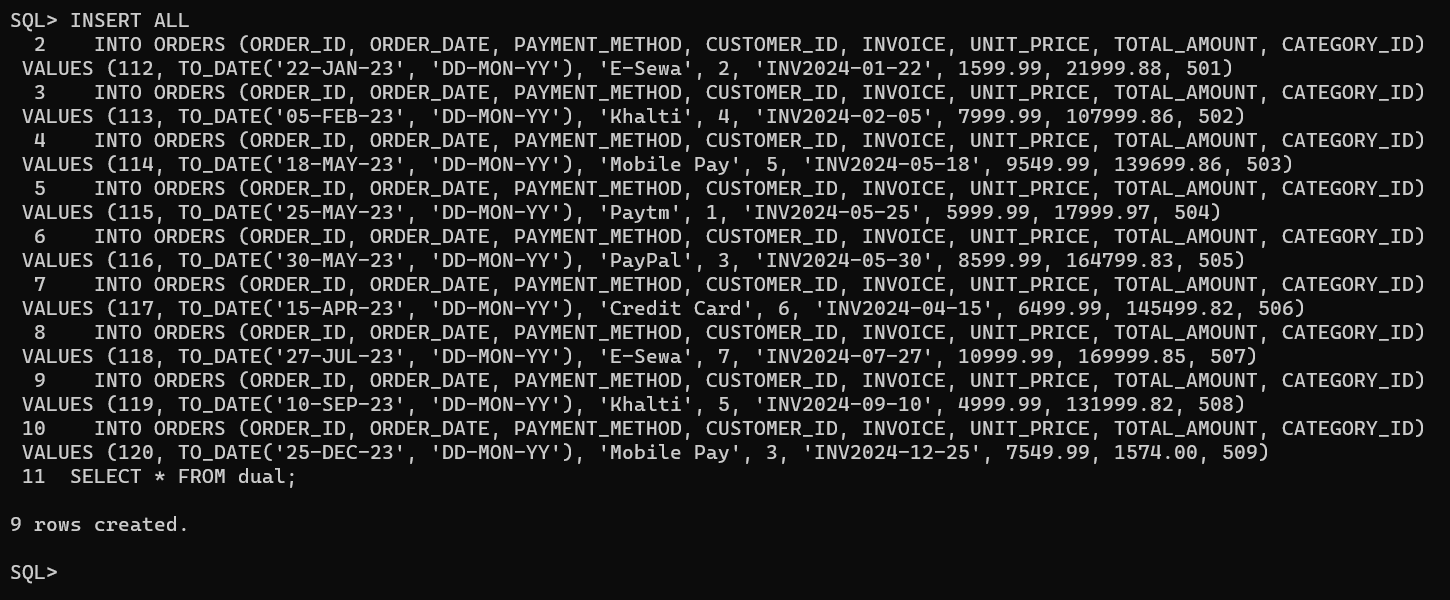 SQL> INSERT ALL
  2    INTO ORDERS (ORDER_ID, ORDER_DATE, PAYMENT_METHOD, CUSTOMER_ID, INVOICE, UNIT_PRICE, TOTAL_AMOUNT, CATEGORY_ID)
 VALUES (112, TO_DATE('22-JAN-23', 'DD-MON-YY'), 'E-Sewa', 2, 'INV2024-01-22', 1599.99, 21999.88, 501)
  3    INTO ORDERS (ORDER_ID, ORDER_DATE, PAYMENT_METHOD, CUSTOMER_ID, INVOICE, UNIT_PRICE, TOTAL_AMOUNT, CATEGORY_ID)
 VALUES (113, TO_DATE('05-FEB-23', 'DD-MON-YY'), 'Khalti', 4, 'INV2024-02-05', 7999.99, 107999.86, 502)
  4    INTO ORDERS (ORDER_ID, ORDER_DATE, PAYMENT_METHOD, CUSTOMER_ID, INVOICE, UNIT_PRICE, TOTAL_AMOUNT, CATEGORY_ID)
 VALUES (114, TO_DATE('18-MAY-23', 'DD-MON-YY'), 'Mobile Pay', 5, 'INV2024-05-18', 9549.99, 139699.86, 503)
  5    INTO ORDERS (ORDER_ID, ORDER_DATE, PAYMENT_METHOD, CUSTOMER_ID, INVOICE, UNIT_PRICE, TOTAL_AMOUNT, CATEGORY_ID)
 VALUES (115, TO_DATE('25-MAY-23', 'DD-MON-YY'), 'Paytm', 1, 'INV2024-05-25', 5999.99, 17999.97, 504)
  6    INTO ORDERS (ORDER_ID, ORDER_DATE, PAYMENT_METHOD, CUSTOMER_ID, INVOICE, UNIT_PRICE, TOTAL_AMOUNT, CATEGORY_ID)
 VALUES (116, TO_DATE('30-MAY-23', 'DD-MON-YY'), 'PayPal', 3, 'INV2024-05-30', 8599.99, 164799.83, 505)
  7    INTO ORDERS (ORDER_ID, ORDER_DATE, PAYMENT_METHOD, CUSTOMER_ID, INVOICE, UNIT_PRICE, TOTAL_AMOUNT, CATEGORY_ID)
 VALUES (117, TO_DATE('15-APR-23', 'DD-MON-YY'), 'Credit Card', 6, 'INV2024-04-15', 6499.99, 145499.82, 506)
  8    INTO ORDERS (ORDER_ID, ORDER_DATE, PAYMENT_METHOD, CUSTOMER_ID, INVOICE, UNIT_PRICE, TOTAL_AMOUNT, CATEGORY_ID)
 VALUES (118, TO_DATE('27-JUL-23', 'DD-MON-YY'), 'E-Sewa', 7, 'INV2024-07-27', 10999.99, 169999.85, 507)
  9    INTO ORDERS (ORDER_ID, ORDER_DATE, PAYMENT_METHOD, CUSTOMER_ID, INVOICE, UNIT_PRICE, TOTAL_AMOUNT, CATEGORY_ID)
 VALUES (119, TO_DATE('10-SEP-23', 'DD-MON-YY'), 'Khalti', 5, 'INV2024-09-10', 4999.99, 131999.82, 508)
 10    INTO ORDERS (ORDER_ID, ORDER_DATE, PAYMENT_METHOD, CUSTOMER_ID, INVOICE, UNIT_PRICE, TOTAL_AMOUNT, CATEGORY_ID)
 VALUES (120, TO_DATE('25-DEC-23', 'DD-MON-YY'), 'Mobile Pay', 3, 'INV2024-12-25', 7549.99, 1574.00, 509)
 11  SELECT * FROM dual;
9 rows created.
SQL>